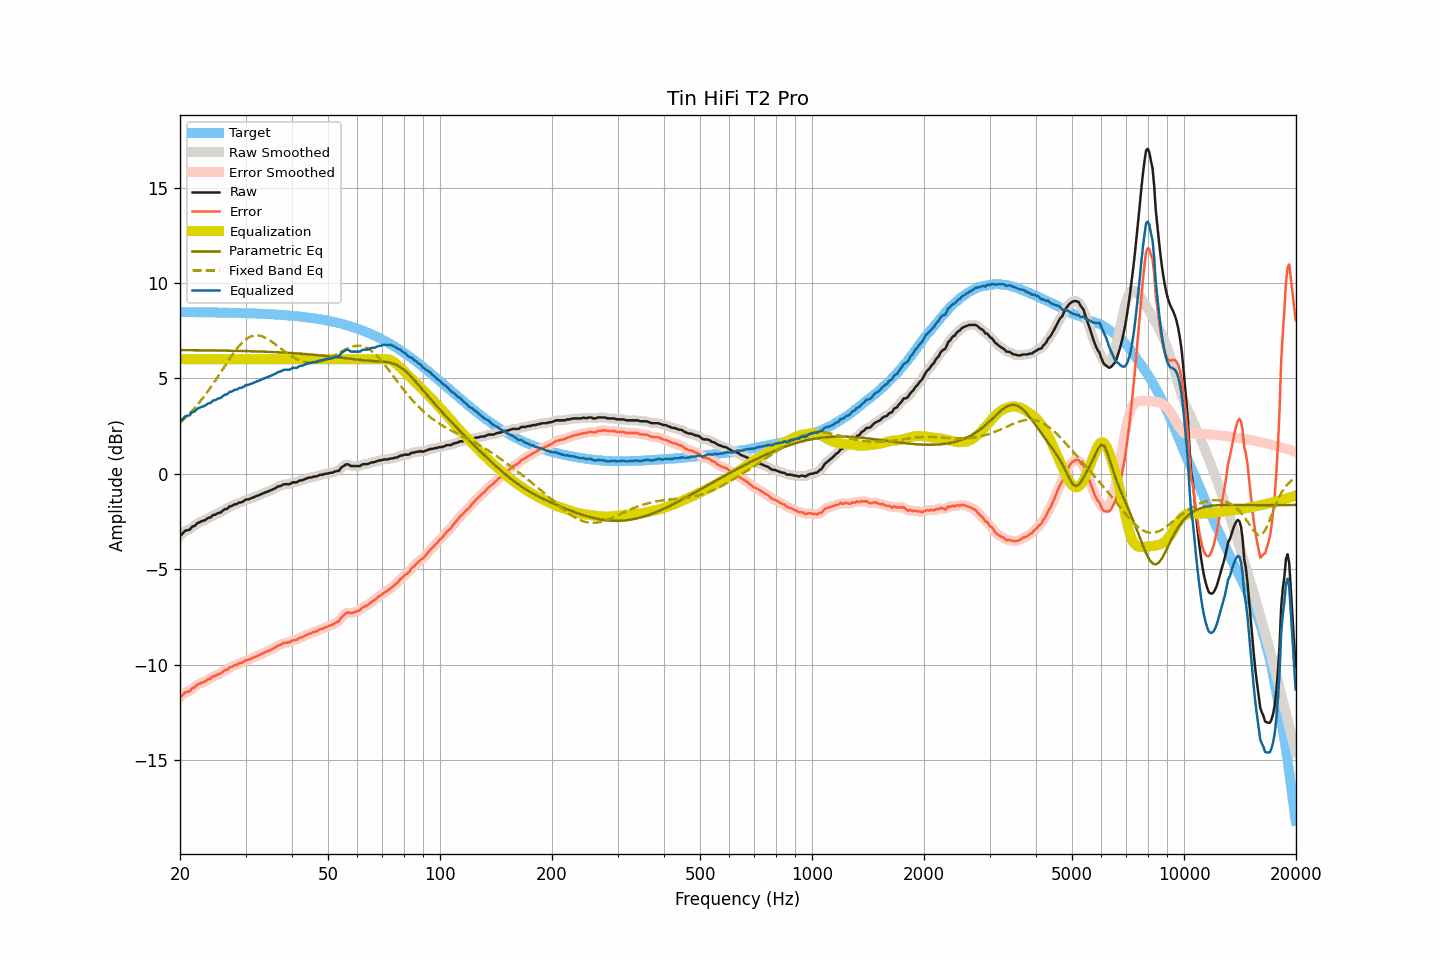 Tin HiFi T2 Pro
Target
Raw Smoothed
Error Smoothed
Raw
Error
Equalization
Parametric Eq
Fixed Band Eq
Equalized
15
10
5
0
−5
−10
−15
Amplitude (dBr)
20 50 100 200 500 1000 2000 5000 10000 20000
Frequency (Hz)